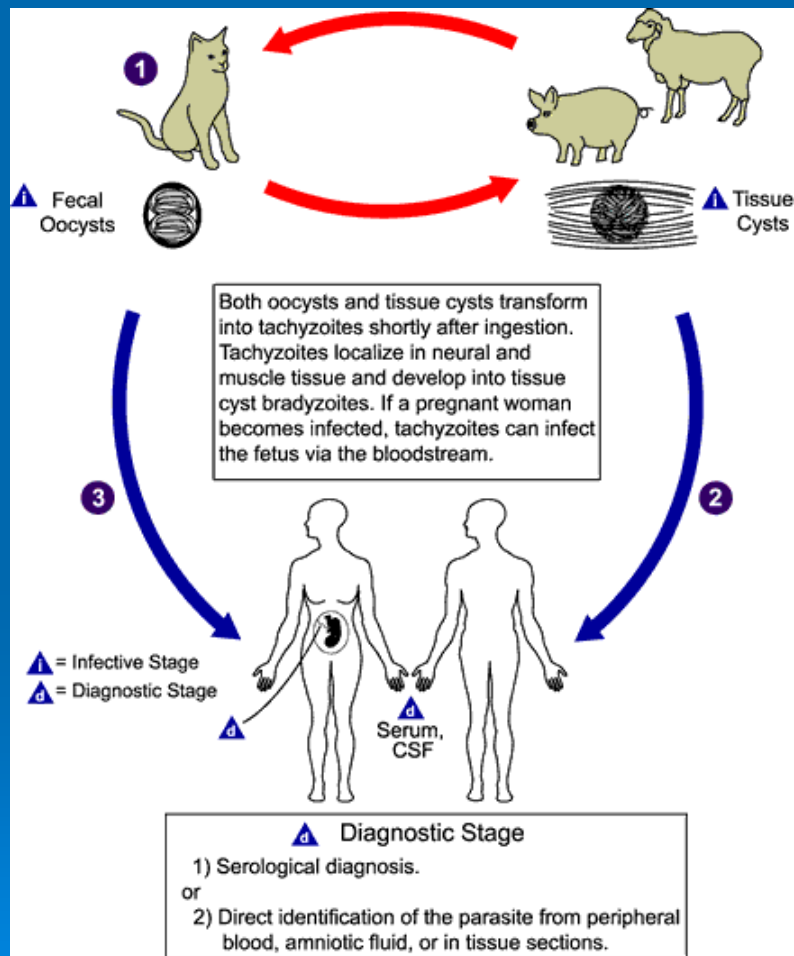 1
i Fecal
Oocysts
i Tissue
Cysts
Both oocysts and tissue cysts transform
into tachyzoites shortly after ingestion.
Tachyzoites localize in neural and
muscle tissue and develop into tissue
cyst bradyzoites. If a pregnant woman
becomes infected, tachyzoites can infect
the fetus via the bloodstream.
3
2
i = Infective Stage
d = Diagnostic Stage
d
d
Serum,
CSF
d Diagnostic Stage
1) Serological diagnosis.
or
2) Direct identification of the parasite from peripheral
blood, amniotic fluid, or in tissue sections.